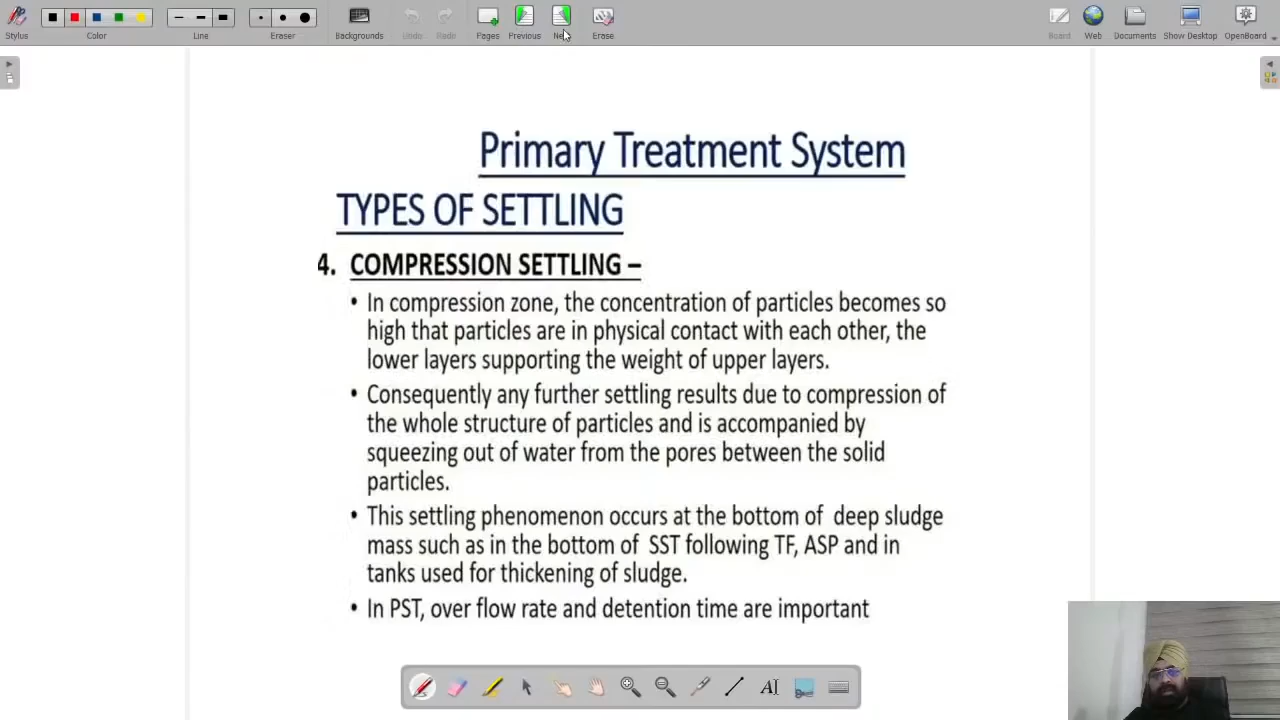 Stylus
Color
Line
Eraser
Backgrounds
Undo
Redo
Pages
Previous
Erase
Board
Web
Documents
Show Desktop
OpenBoard
Primary Treatment System
TYPES OF SETTLING
4. COMPRESSION SETTLING –
• In compression zone, the concentration of particles becomes so
high that particles are in physical contact with each other, the
lower layers supporting the weight of upper layers.
• Consequently any further settling results due to compression of
the whole structure of particles and is accompanied by
squeezing out of water from the pores between the solid
particles.
• This settling phenomenon occurs at the bottom of deep sludge
mass such as in the bottom of SST following TF, ASP and in
tanks used for thickening of sludge.
• In PST, over flow rate and detention time are important
AI